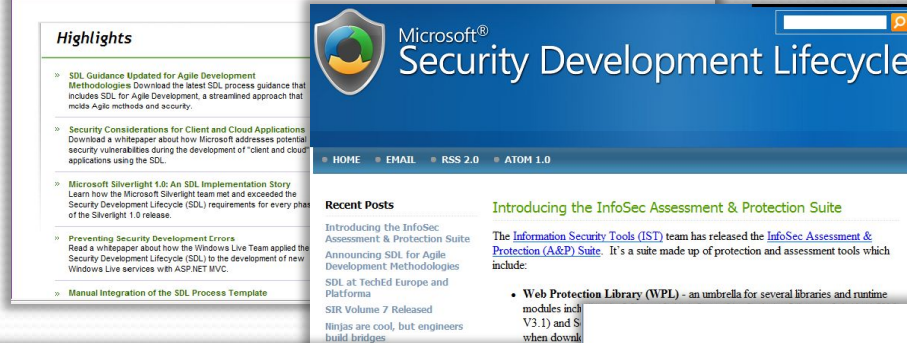 Highlights
» SDL Guidance Updated for Agile Development
Methodologies Download the latest SDL process guidance that
includes SDL for Agile Development, a streamlined approach that
melds Agile methods and security.
» Security Considerations for Client and Cloud Applications
Download a whitepaper about how Microsoft addresses potential
security vulnerabilities during the development of "client and cloud"
applications using the SDL.
» Microsoft Silverlight 1.0: An SDL Implementation Story
Learn how the Microsoft Silverlight team met and exceeded the
Security Development Lifecycle (SDL) requirements for every phas
of the Silverlight 1.0 release.
» Preventing Security Development Errors
Read a whitepaper about how the Windows Live Team applied the
Security Development Lifecycle (SDL) to the development of new
Windows Live services with ASP.NET MVC.
» Manual Integration of the SDL Process Template
Microsoft®
Security Development Lifecycle
HOME EMAIL RSS 2.0 ATOM 1.0
Recent Posts
Introducing the InfoSec
Assessment & Protection Suite
Announcing SDL for Agile
Development Methodologies
SDL at TechEd Europe and
Platforma
SIR Volume 7 Released
Ninjas are cool, but engineers
build bridges
Introducing the InfoSec Assessment & Protection Suite
The Information Security Tools (IST) team has released the InfoSec Assessment &
Protection (A&P) Suite. It's a suite made up of protection and assessment tools which
include:
• Web Protection Library (WPL) - an umbrella for several libraries and runtime
modules incl
V3.1) and S
when downl